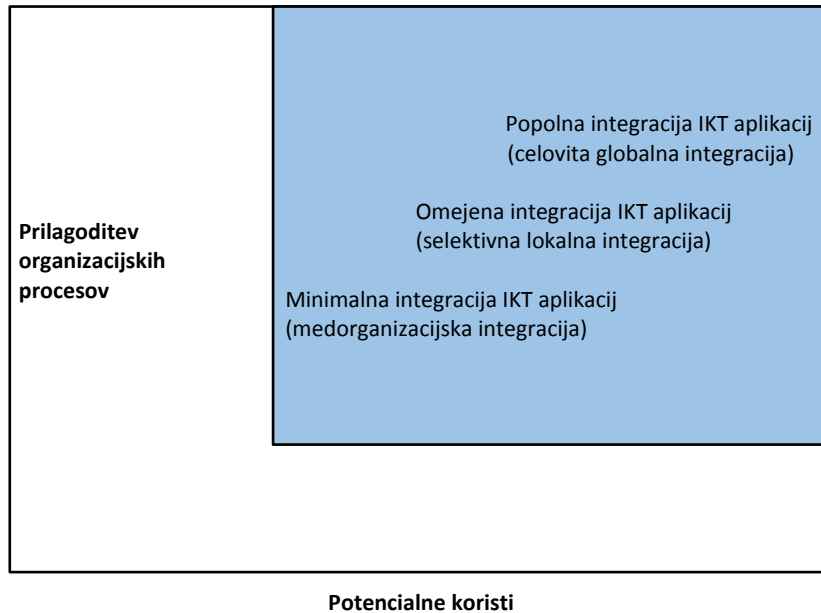 Popolna integracija IKT aplikacij
(celovita globalna integracija)
Omejena integracija IKT aplikacij
(selektivna lokalna integracija)
Prilagoditev
organizacijskih
procesov
Minimalna integracija IKT aplikacij
(medorganizacijska integracija)
Potencialne koristi